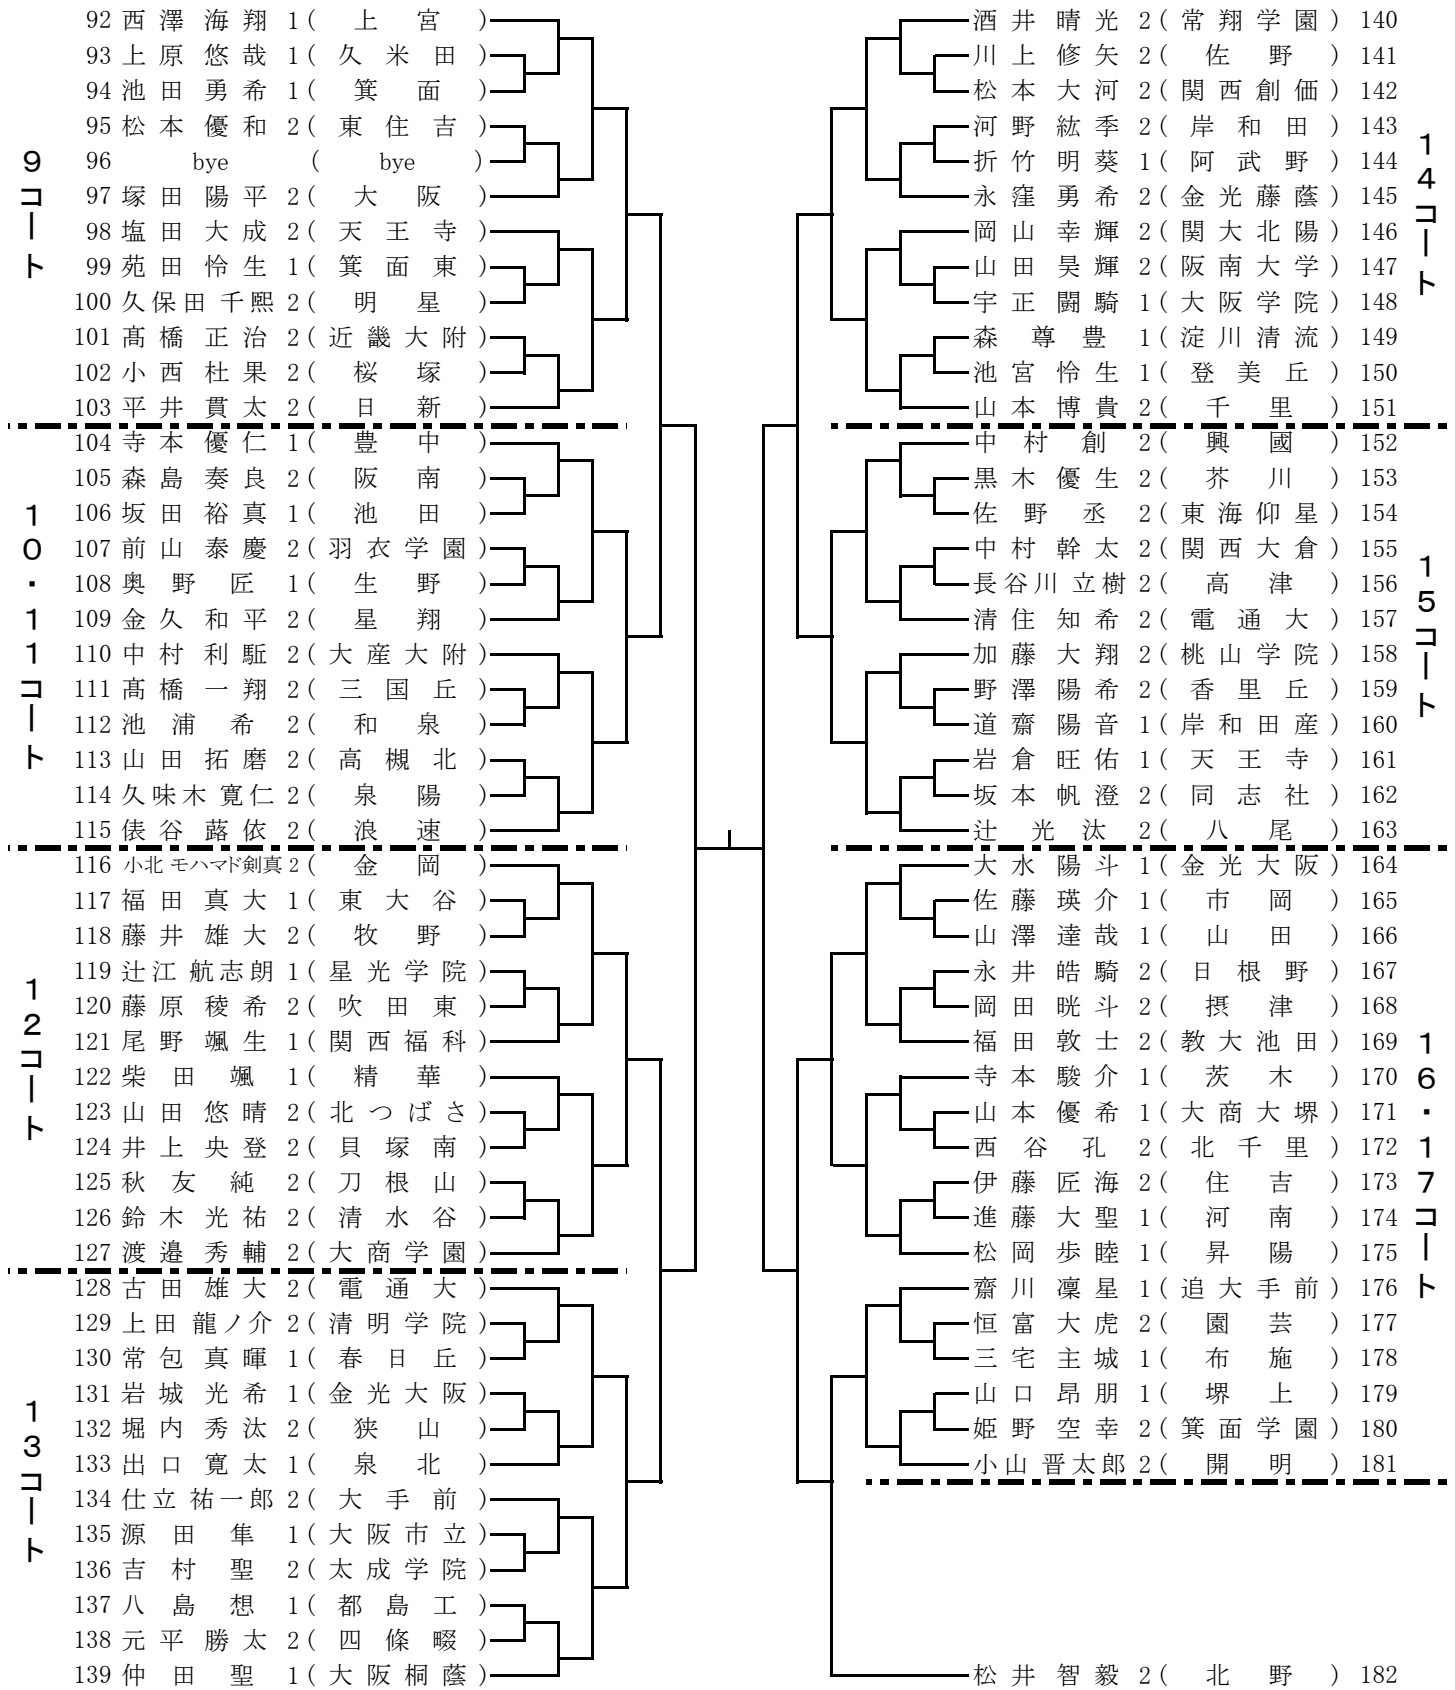 9コート
92 西澤海翔 1(上宮)
93 上原悠哉 1(久米田)
94 池田勇希 1(箕面)
95 松本優和 2(東住吉)
96 bye (bye)
97 塚田陽平 2(大阪)
98 塩田大成 2(天王寺)
99 苑田怜生 1(箕面東)
100 久保田千熙 2(明星)
101 髙橋正治 2(近畿大附)
102 小西杜果 2(桜塚)
103 平井貫太 2(日新)
10・11コート
104 寺本優仁 1(豊中)
105 森島奏良 2(阪南)
106 坂田裕真 1(池田)
107 前山泰慶 2(羽衣学園)
108 奥野匠 1(生野)
109 金久和平 2(星翔)
110 中村利駈 2(大産大附)
111 髙橋一翔 2(三国丘)
112 池浦希 2(和泉)
113 山田拓磨 2(高槻北)
114 久味木寛仁 2(泉陽)
115 俵谷蕗依 2(浪速)
12コート
116 小北モハマド剣真 2(金岡)
117 福田真大 1(東大谷)
118 藤井雄大 2(牧野)
119 辻江航志朗 1(星光学院)
120 藤原稜希 2(吹田東)
121 尾野颯生 1(関西福科)
122 柴田颯 1(精華)
123 山田悠晴 2(北つばさ)
124 井上央登 2(貝塚南)
125 秋友純 2(刀根山)
126 鈴木光祐 2(清水谷)
127 渡邉秀輔 2(大商学園)
13コート
128 古田雄大 2(電通大)
129 上田龍ノ介 2(清明学院)
130 常包真暉 1(春日丘)
131 岩城光希 1(金光大阪)
132 堀内秀汰 2(狭山)
133 出口寛太 1(泉北)
134 仕立祐一郎 2(大手前)
135 源田隼 1(大阪市立)
136 吉村聖 2(太成学院)
137 八島想 1(都島工)
138 元平勝太 2(四條畷)
139 仲田聖 1(大阪桐蔭)
14コート
酒井晴光 2(常翔学園) 140
川上修矢 2(佐野) 141
松本大河 2(関西創価) 142
河野紘季 2(岸和田) 143
折竹明葵 1(阿武野) 144
永窪勇希 2(金光藤蔭) 145
岡山幸輝 2(関大北陽) 146
山田昊輝 2(阪南大学) 147
宇正闘騎 1(大阪学院) 148
森尊豊 1(淀川清流) 149
池宮怜生 1(登美丘) 150
山本博貴 2(千里) 151
15コート
中村創 2(興國) 152
黒木優生 2(芥川) 153
佐野丞 2(東海仰星) 154
中村幹太 2(関西大倉) 155
長谷川立樹 2(高津) 156
清住知希 2(電通大) 157
加藤大翔 2(桃山学院) 158
野澤陽希 2(香里丘) 159
道齋陽音 1(岸和田産) 160
岩倉旺佑 1(天王寺) 161
坂本帆澄 2(同志社) 162
辻光汰 2(八尾) 163
16・17コート
大水陽斗 1(金光大阪) 164
佐藤瑛介 1(市岡) 165
山澤達哉 1(山田) 166
永井皓騎 2(日根野) 167
岡田晄斗 2(摂津) 168
福田敦士 2(教大池田) 169
寺本駿介 1(茨木) 170
山本優希 1(大商大堺) 171
西谷孔 2(北千里) 172
伊藤匠海 2(住吉) 173
進藤大聖 1(河南) 174
松岡歩睦 1(昇陽) 175
齋川凜星 1(追大手前) 176
恒富大虎 2(園芸) 177
三宅主城 1(布施) 178
山口昂朋 1(堺上) 179
姫野空幸 2(箕面学園) 180
小山晋太郎 2(開明) 181
松井智毅 2(北野) 182